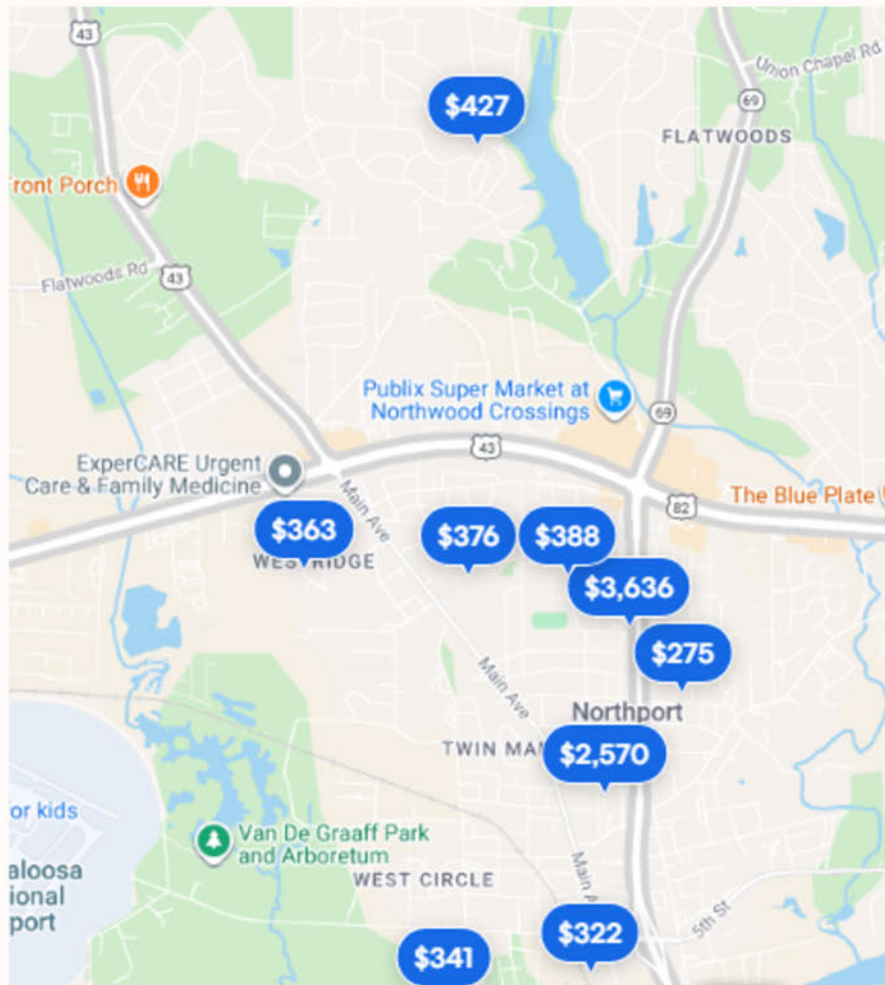 43
Union Chapel Rd
69
$427
FLATWOODS
Front Porch
Flatwoods Rd
43
Publix Super Market at
Northwood Crossings
69
43
ExperCARE Urgent
Care & Family Medicine
Main Ave
The Blue Plate
82
$363
$376
$388
WESTRIDGE
$3,636
$275
Main Ave
Northport
TWIN MA
$2,570
or kids
Van De Graaff Park
and Arboretum
aloosa
ional
port
WEST CIRCLE
Main A
5th St
$322
$341